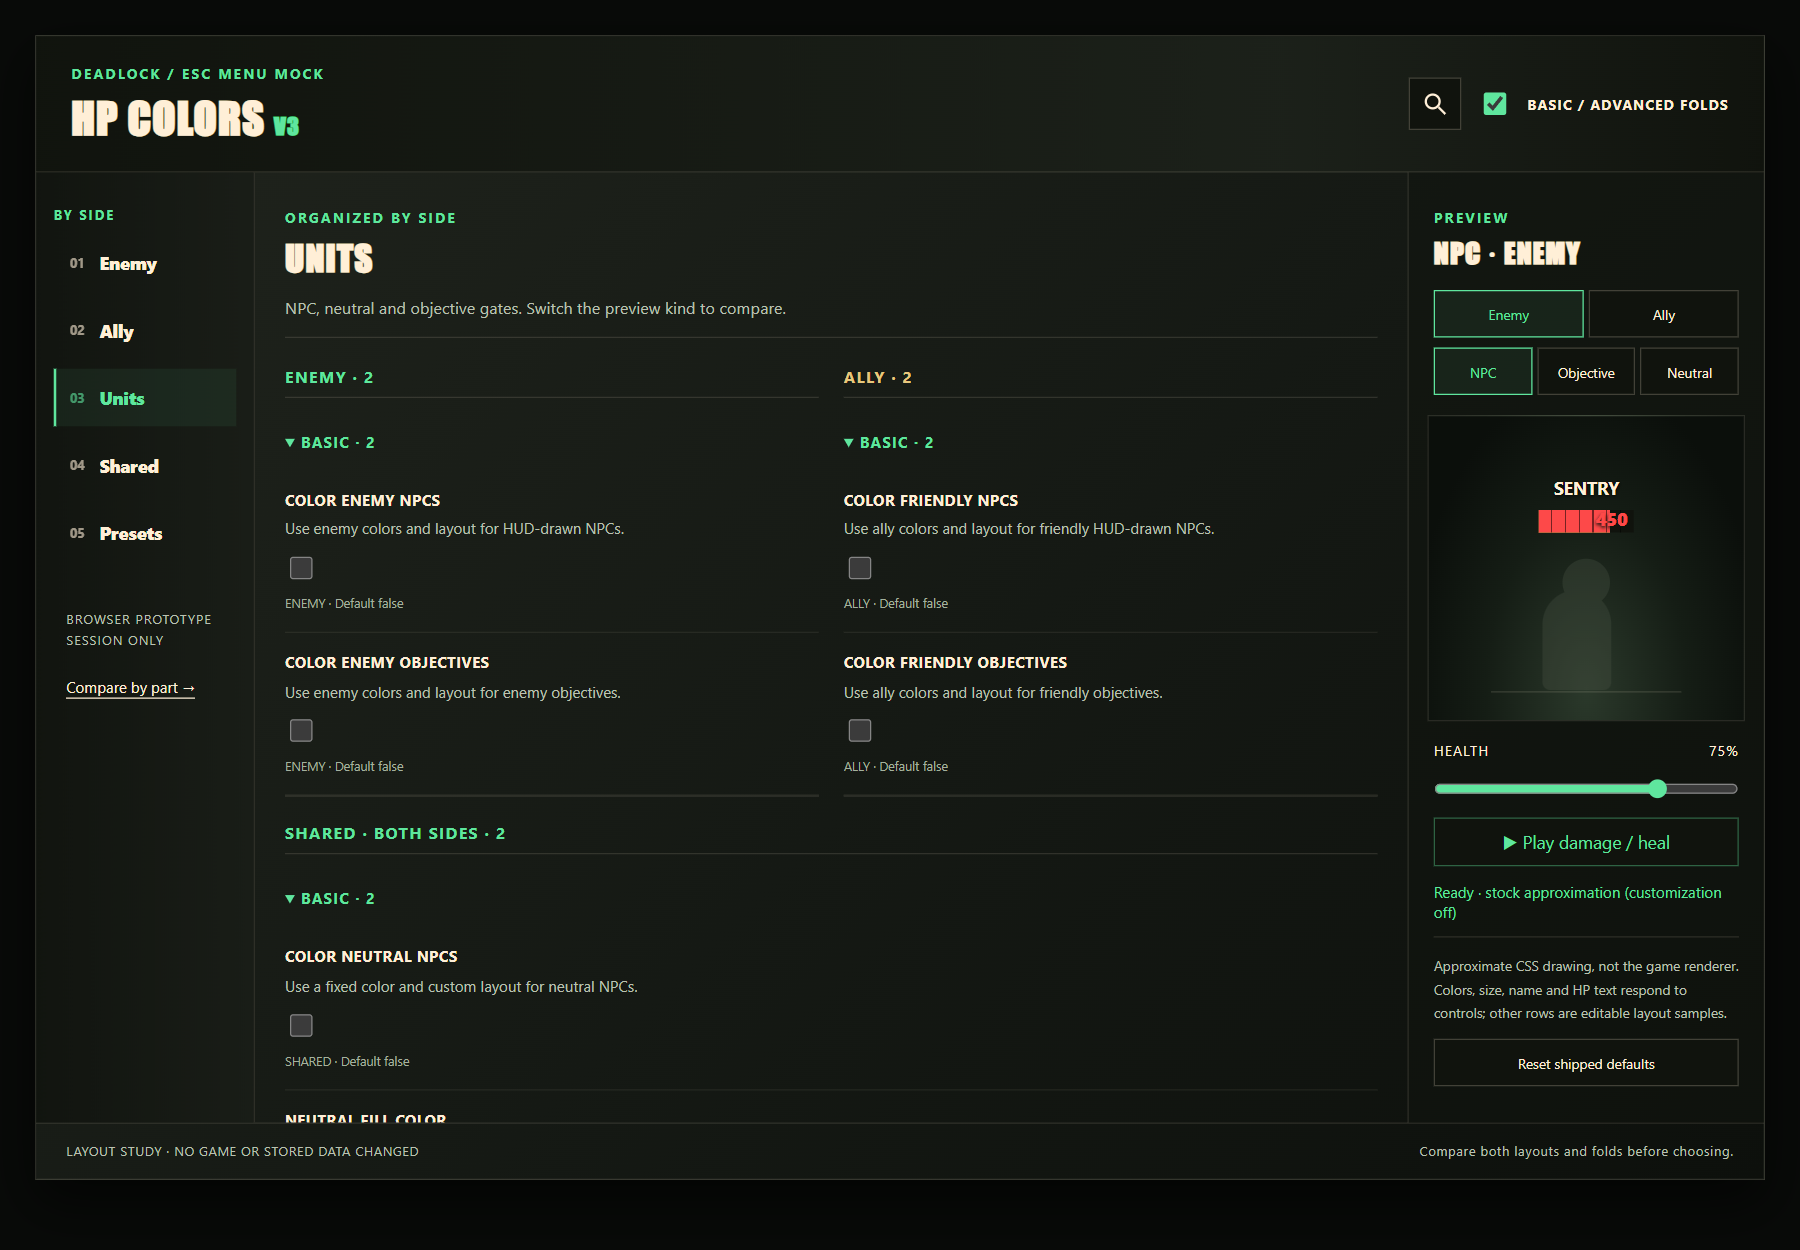 DEADLOCK / ESC MENU MOCK
HP COLORS V3
BASIC / ADVANCED FOLDS
BY SIDE
01 Enemy
02 Ally
03 Units
04 Shared
05 Presets
BROWSER PROTOTYPE
SESSION ONLY
Compare by part →
ORGANIZED BY SIDE
UNITS
NPC, neutral and objective gates. Switch the preview kind to compare.
ENEMY · 2
▼ BASIC · 2
COLOR ENEMY NPCS
Use enemy colors and layout for HUD-drawn NPCs.
ENEMY · Default false
COLOR ENEMY OBJECTIVES
Use enemy colors and layout for enemy objectives.
ENEMY · Default false
ALLY · 2
▼ BASIC · 2
COLOR FRIENDLY NPCS
Use ally colors and layout for friendly HUD-drawn NPCs.
ALLY · Default false
COLOR FRIENDLY OBJECTIVES
Use ally colors and layout for friendly objectives.
ALLY · Default false
SHARED · BOTH SIDES · 2
▼ BASIC · 2
COLOR NEUTRAL NPCS
Use a fixed color and custom layout for neutral NPCs.
SHARED · Default false
NEUTRAL FILL COLOR
PREVIEW
NPC · ENEMY
Enemy Ally
NPC Objective Neutral
SENTRY
450
HEALTH 75%
▶ Play damage / heal
Ready · stock approximation (customization
off)
Approximate CSS drawing, not the game renderer.
Colors, size, name and HP text respond to
controls; other rows are editable layout samples.
Reset shipped defaults
LAYOUT STUDY · NO GAME OR STORED DATA CHANGED
Compare both layouts and folds before choosing.